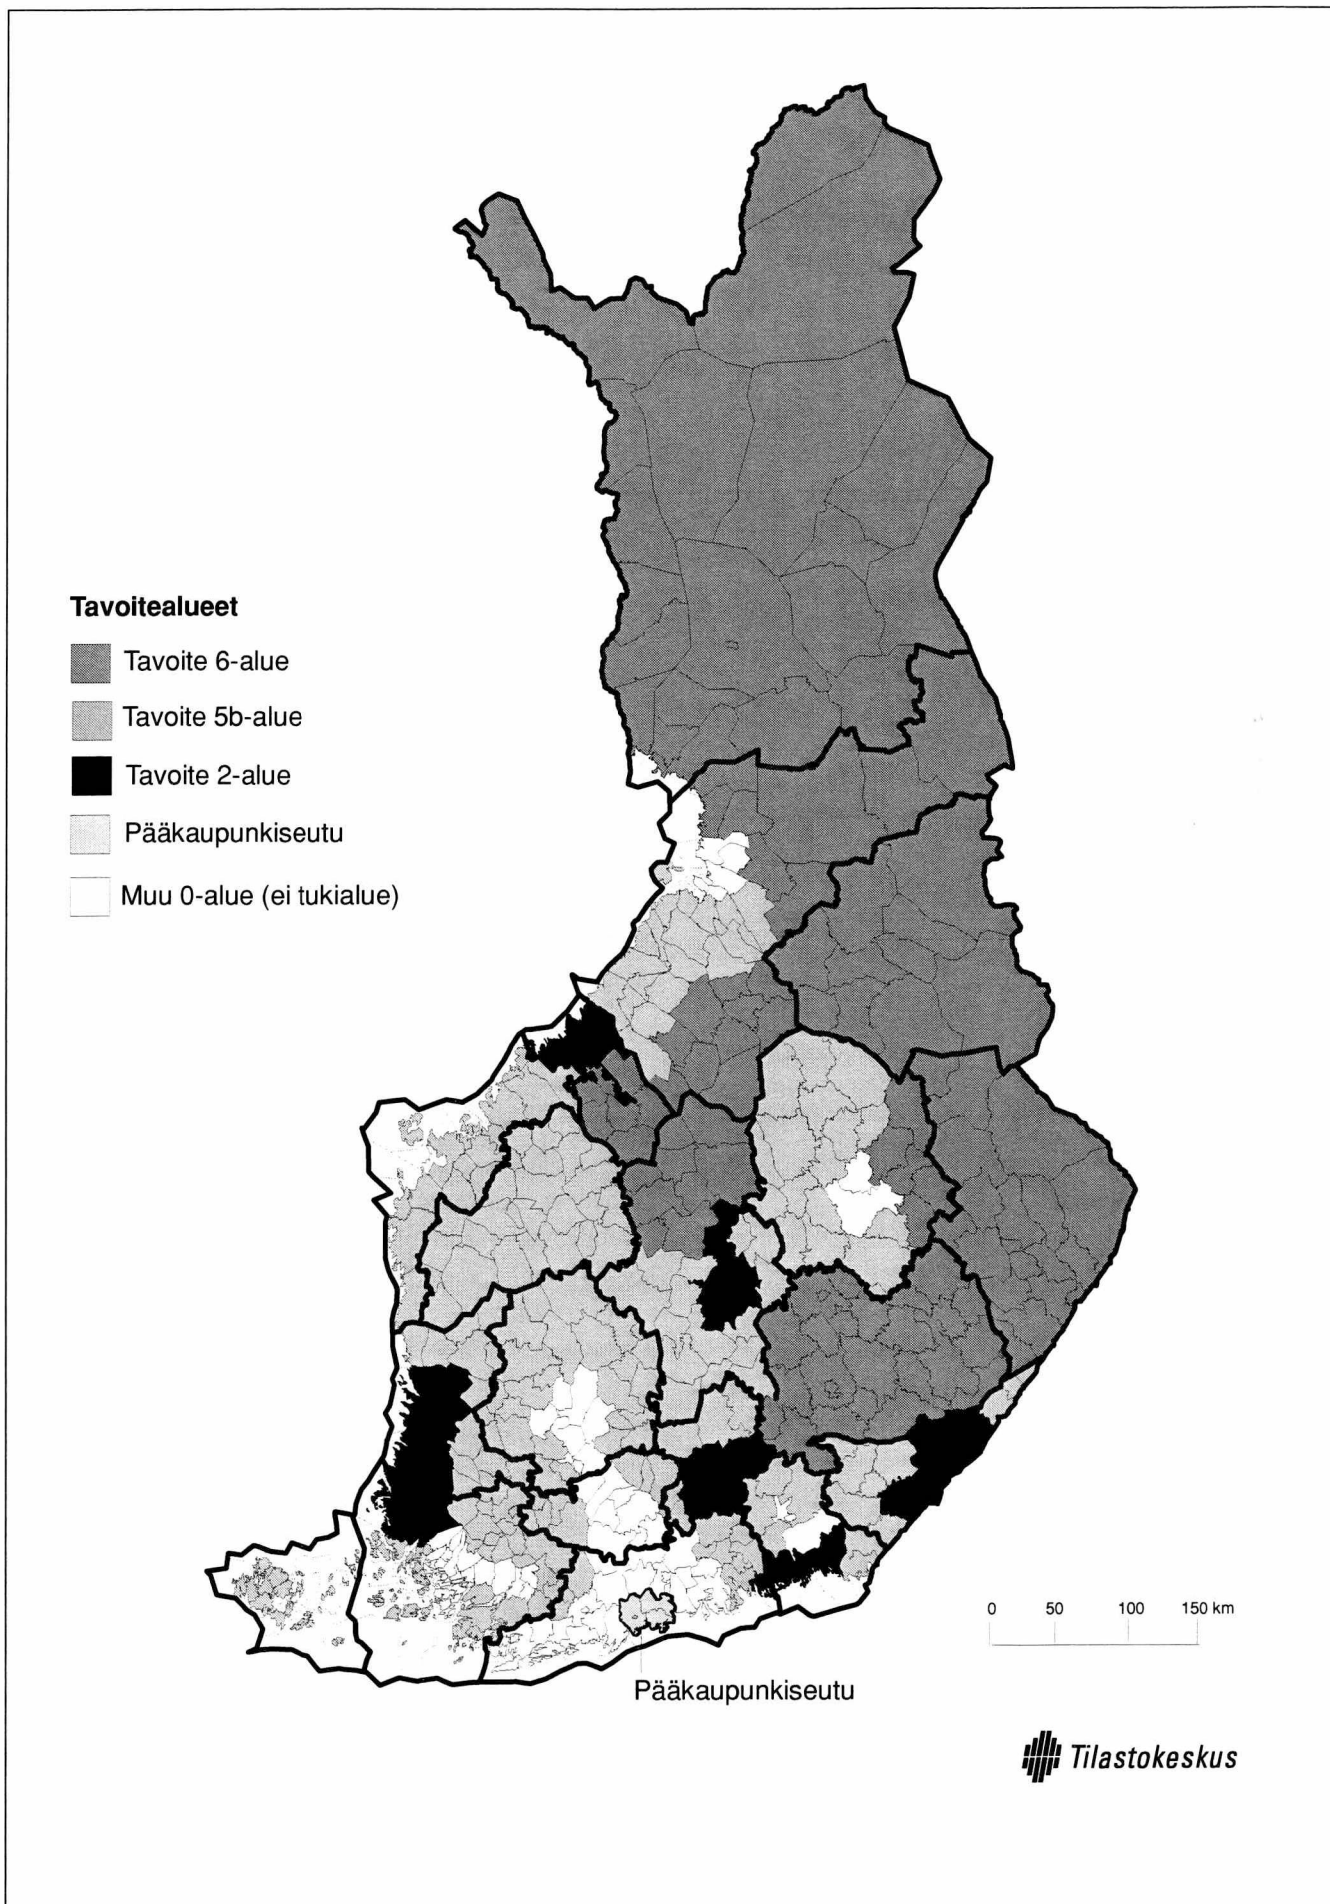 Tavoitealueet
Tavoite 6-alue
Tavoite 5b-alue
Tavoite 2-alue
Pääkaupunkiseutu
Muu 0-alue (ei tukialue)
0 50 100 150 km
Pääkaupunkiseutu
Tilastokeskus